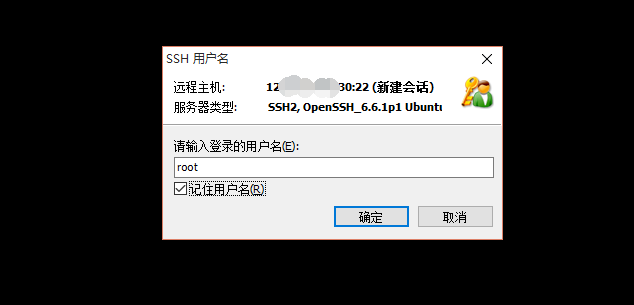 SSH 用户名
远程主机: 12 30:22 (新建会话)
服务器类型: SSH2, OpenSSH_6.6.1p1 Ubuntu
请输入登录的用户名(E):
root
记住用户名(R)
确定 取消